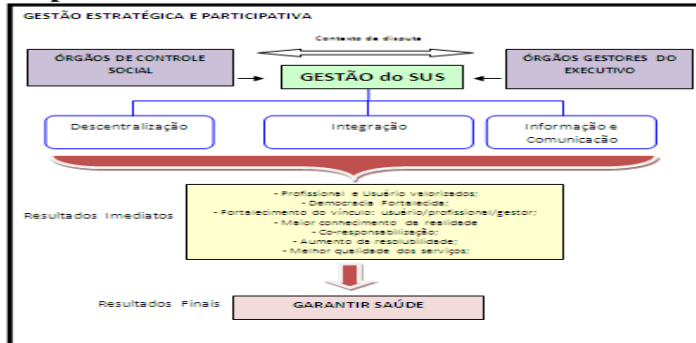 GESTÃO ESTRATÉGICA E PARTICIPATIVA
Contexto de disputa
ÓRGÃOS DE CONTROLE
SOCIAL
GESTÃO do SUS
ÓRGÃOS GESTORES DO
EXECUTIVO
Descentralização
Integração
Informação e
Comunicação
Resultados Imediatos
- Profissional e Usuário valorizados;
- Democracia Fortalecida;
- Fortalecimento do vínculo: usuário/profissional/gestor;
- Maior conhecimento da realidade
- Co-responsabilização;
- Aumento da resolubilidade;
- Melhor qualidade dos serviços;
Resultados Finais
GARANTIR SAÚDE